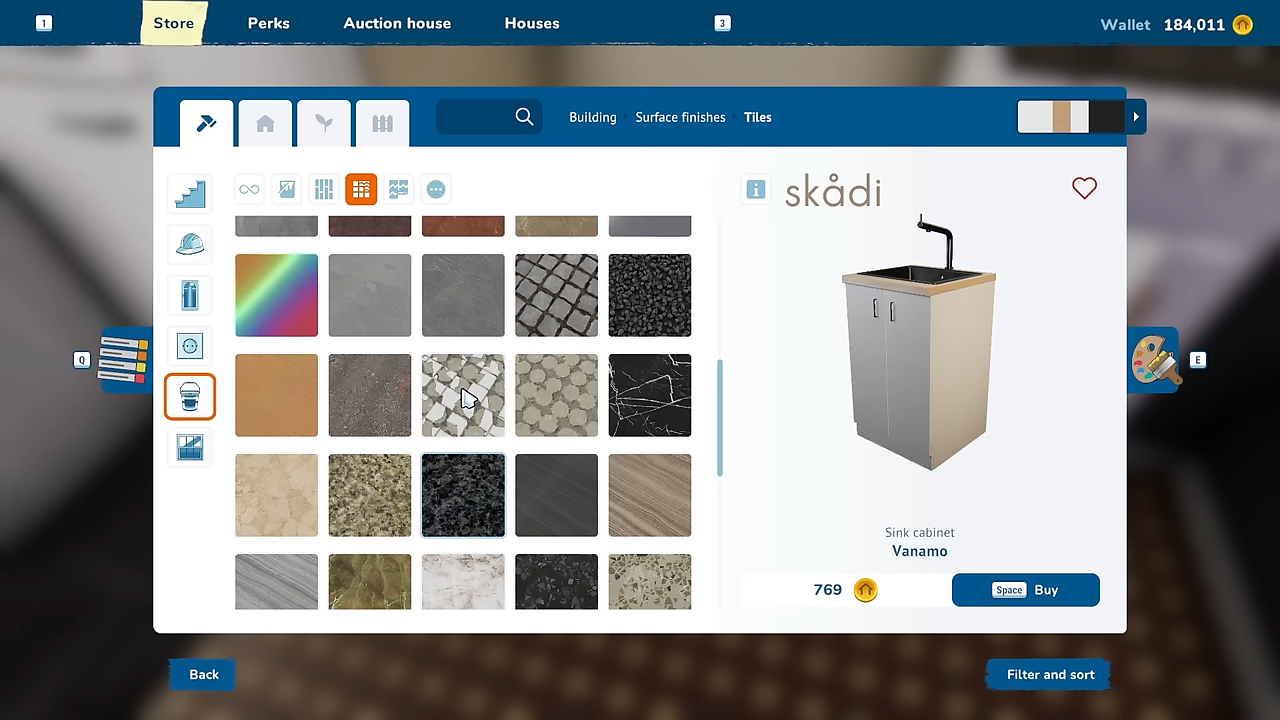 1
Store
Perks
Auction house
Houses
3
Wallet 184,011
Building
Surface finishes
Tiles
i
skådi
Q
E
Sink cabinet
Vanamo
769
Space Buy
Back
Filter and sort